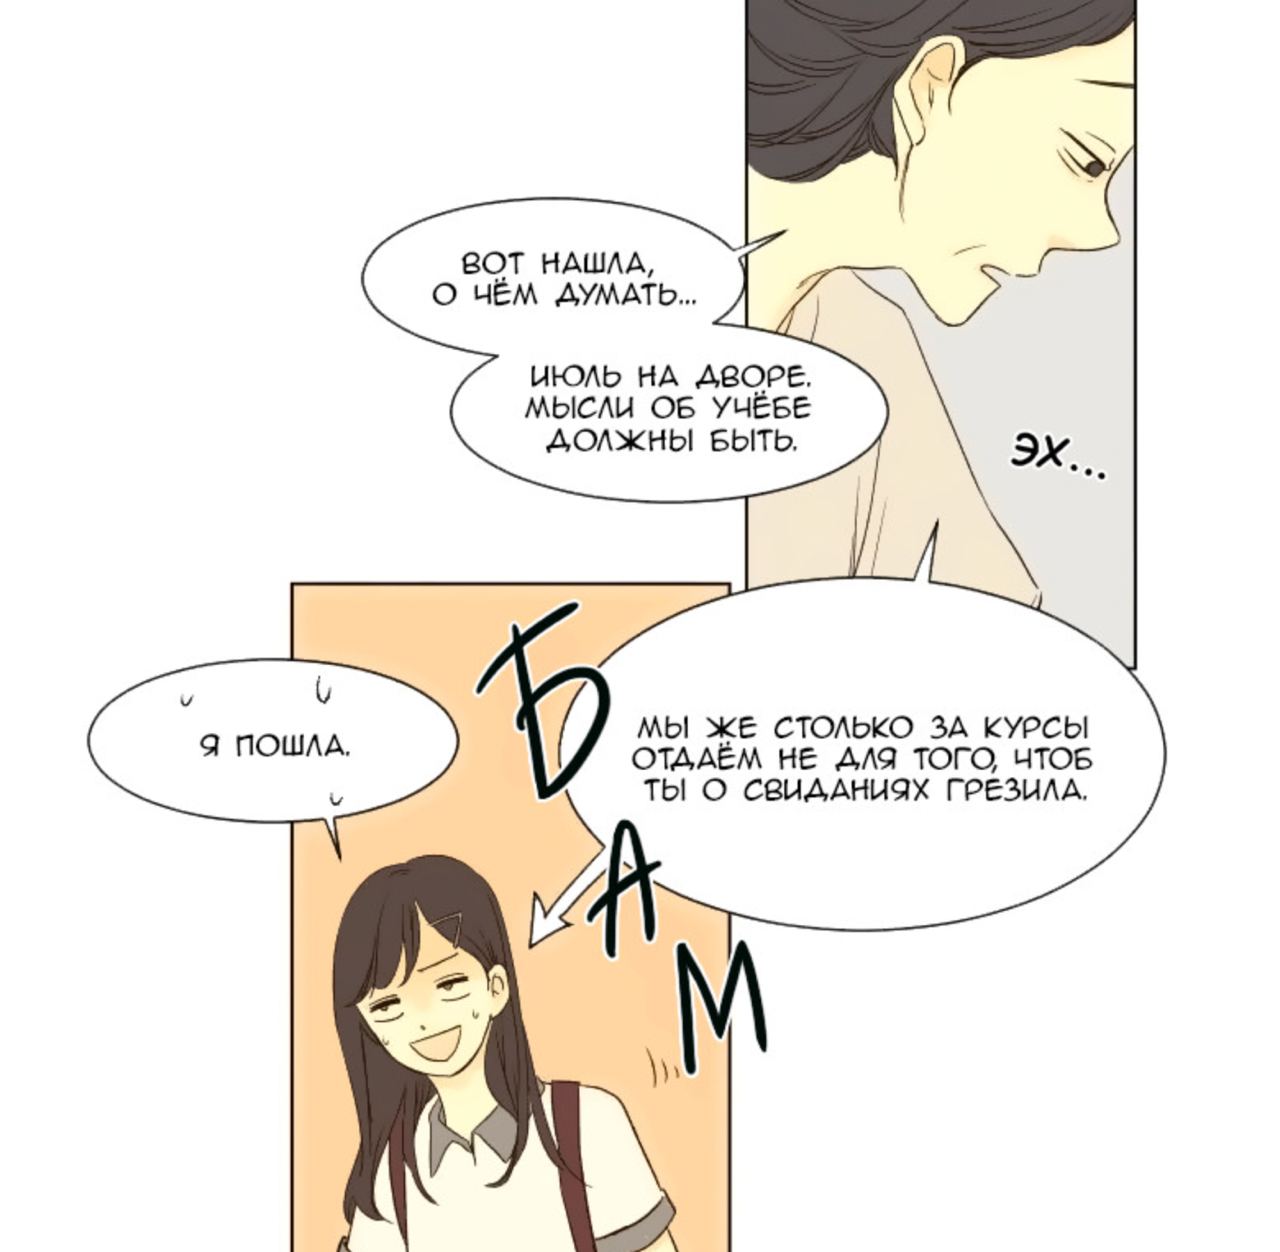 ВОТ НАШЛА,
О ЧЁМ ДУМАТЬ...
ИЮЛЬ НА ДВОРЕ.
МЫСЛИ ОБ УЧЁБЕ
ДОЛЖНЫ БЫТЬ.
ЭХ...
МЫ ЖЕ СТОЛЬКО ЗА КУРСЫ
ОТДАЁМ НЕ ДЛЯ ТОГО, ЧТОБ
ТЫ О СВИДАНИЯХ ГРЕЗИЛА.
БАМ
Я ПОШЛА.